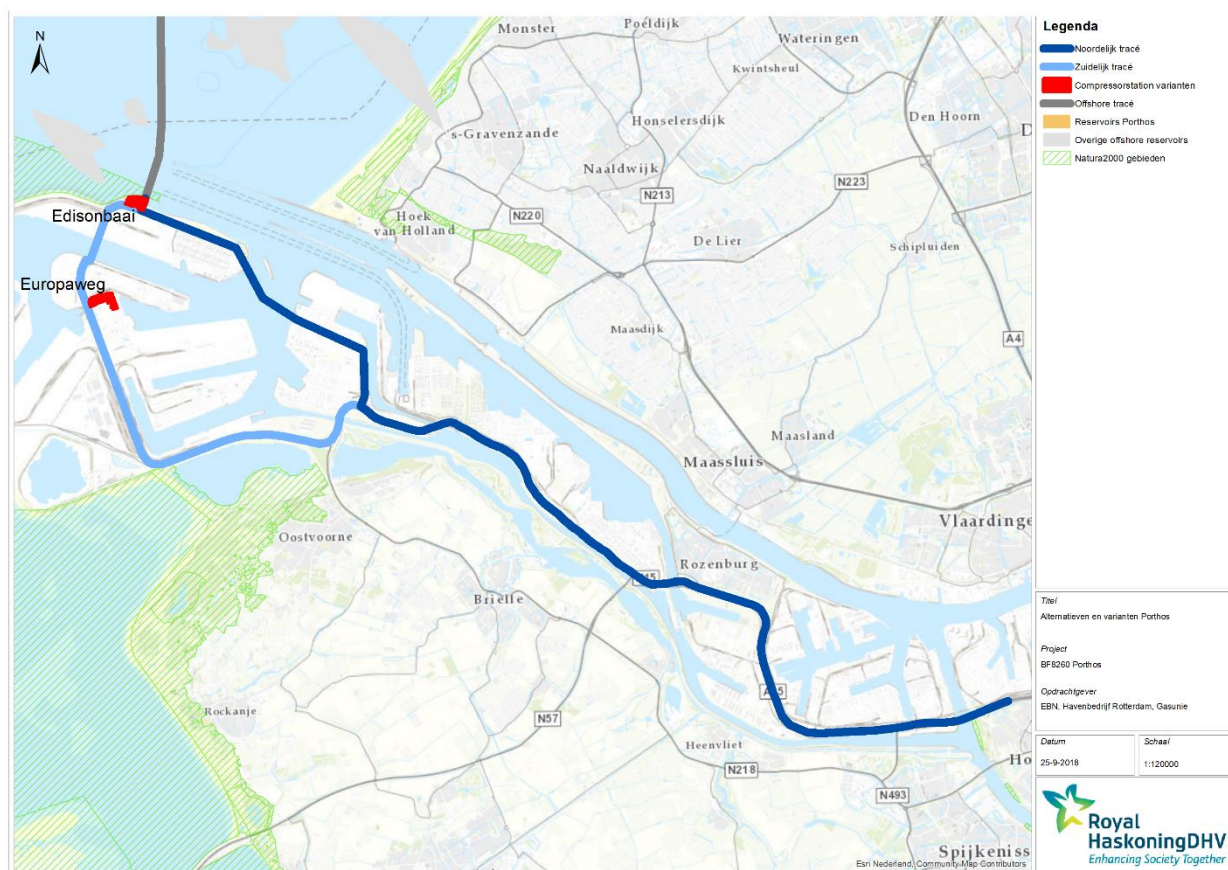 N
Monster
Poeldijk
Wateringen
Kwintsheul
Honselersdijk
Den Hoorn
's-Gravenzande
Naaldwijk
N223
N213
N220
Hoek
van Holland
De Lier
Schipluiden
Edisonbaai
Europaweg
Maasdijk
A4
Maasland
Maassluis
Vlaardinge
Oostvoorne
Rozenburg
Brielle
Rockanje
N57
Heenvliet
N218
N493
Ho
Spijkeniss
Esri Nederland, Community Map Contributors
Legenda
Noordelijk tracé
Zuidelijk tracé
Compressorstation varianten
Offshore tracé
Reservoirs Porthos
Overige offshore reservoirs
Natura2000 gebieden
Titel
Alternatieven en varianten Porthos
Project
BF8260 Porthos
Opdrachtgever
EBN, Havenbedrijf Rotterdam, Gasunie
Datum
Schaal
25-9-2018
1:120000
Royal
HaskoningDHV
Enhancing Society Together